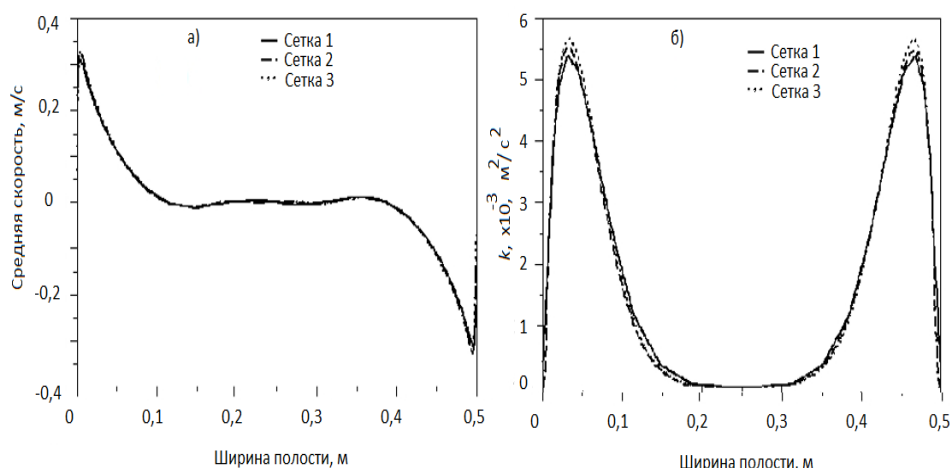 а)
Сетка 1
Сетка 2
Сетка 3
Средняя скорость, м/с
0,4
0,2
0
-0,2
-0,4
0
0,1
0,2
0,3
0,4
0,5
Ширина полости, м
б)
Сетка 1
Сетка 2
Сетка 3
k, x10⁻³ м²/с²
6
5
4
3
2
1
0
0
0,1
0,2
0,3
0,4
0,5
Ширина полости, м